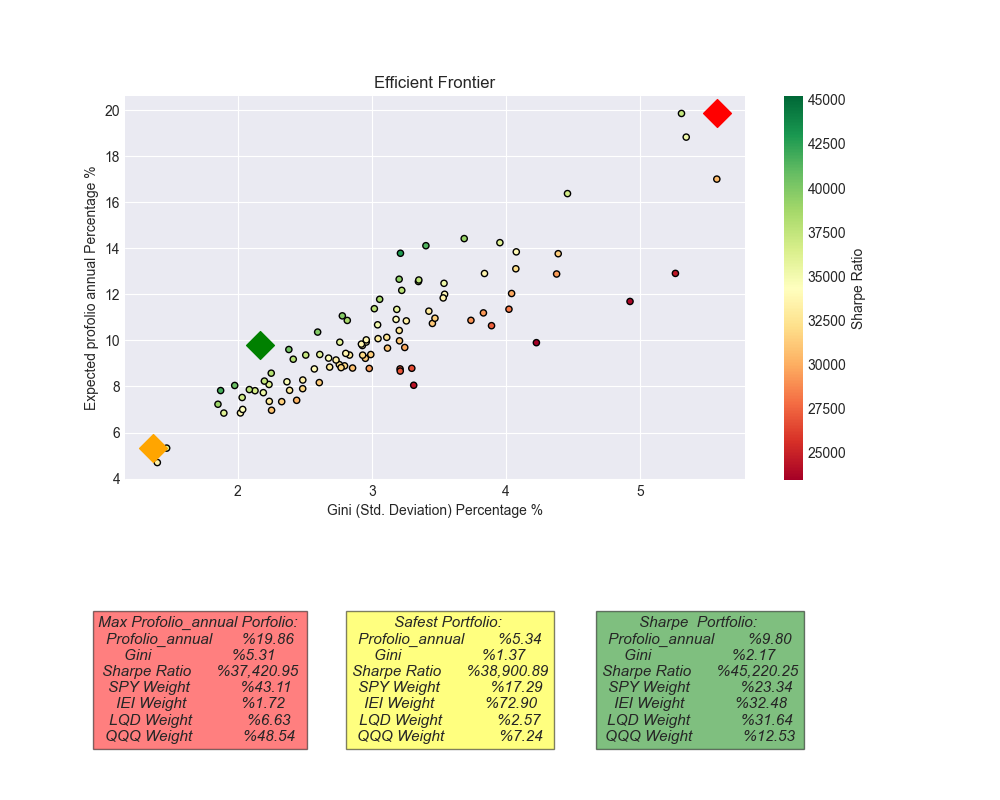 Efficient Frontier
20
18
16
14
12
10
8
6
4
Expected profolio annual Percentage %
2
3
4
5
Gini (Std. Deviation) Percentage %
45000
42500
40000
37500
35000
32500
30000
27500
25000
Sharpe Ratio
Max Profolio_annual Porfolio:
Profolio_annual %19.86
Gini %5.31
Sharpe Ratio %37,420.95
SPY Weight %43.11
IEI Weight %1.72
LQD Weight %6.63
QQQ Weight %48.54
Safest Portfolio:
Profolio_annual %5.34
Gini %1.37
Sharpe Ratio %38,900.89
SPY Weight %17.29
IEI Weight %72.90
LQD Weight %2.57
QQQ Weight %7.24
Sharpe Portfolio:
Profolio_annual %9.80
Gini %2.17
Sharpe Ratio %45,220.25
SPY Weight %23.34
IEI Weight %32.48
LQD Weight %31.64
QQQ Weight %12.53